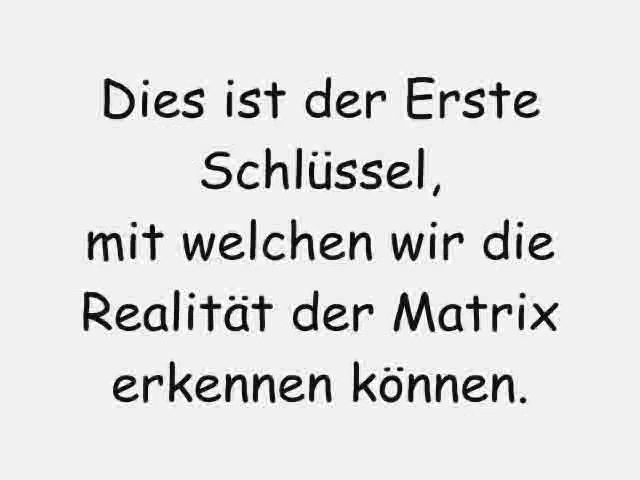 Dies ist der Erste
Schlüssel,
mit welchen wir die
Realität der Matrix
erkennen können.